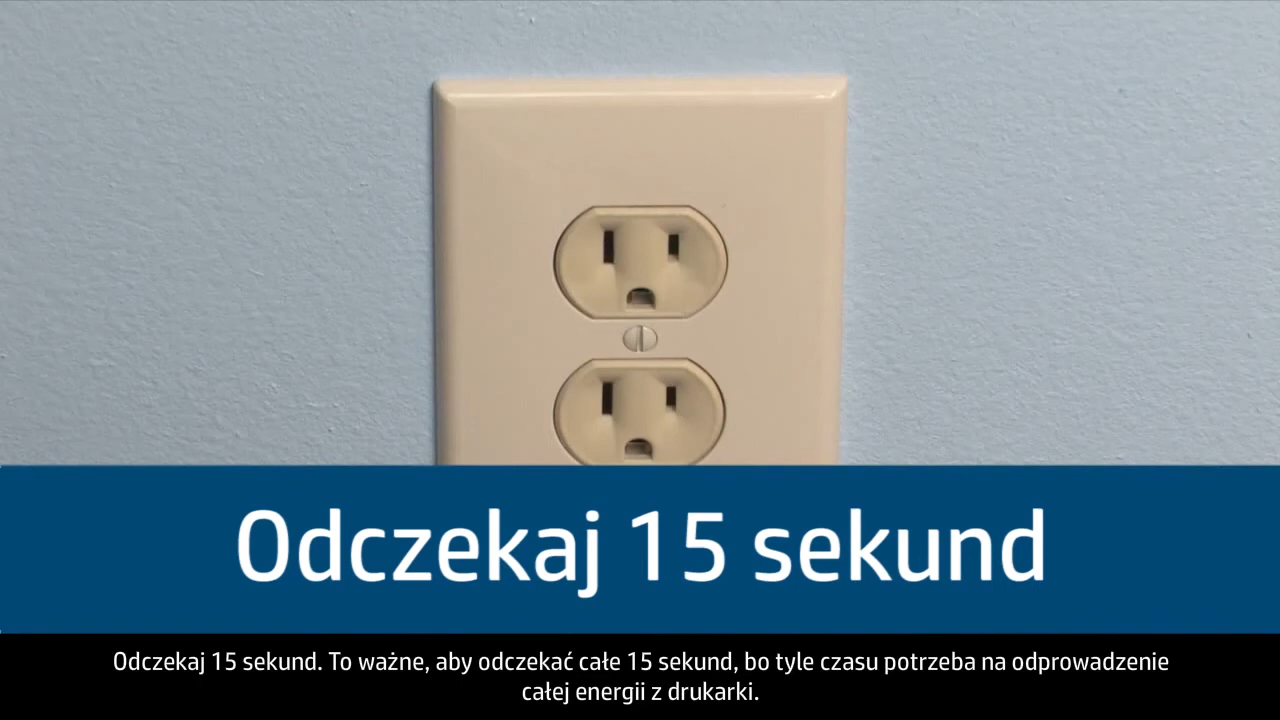 Odczekaj 15 sekund
Odczekaj 15 sekund. To ważne, aby odczekać całe 15 sekund, bo tyle czasu potrzeba na odprowadzenie
całej energii z drukarki.